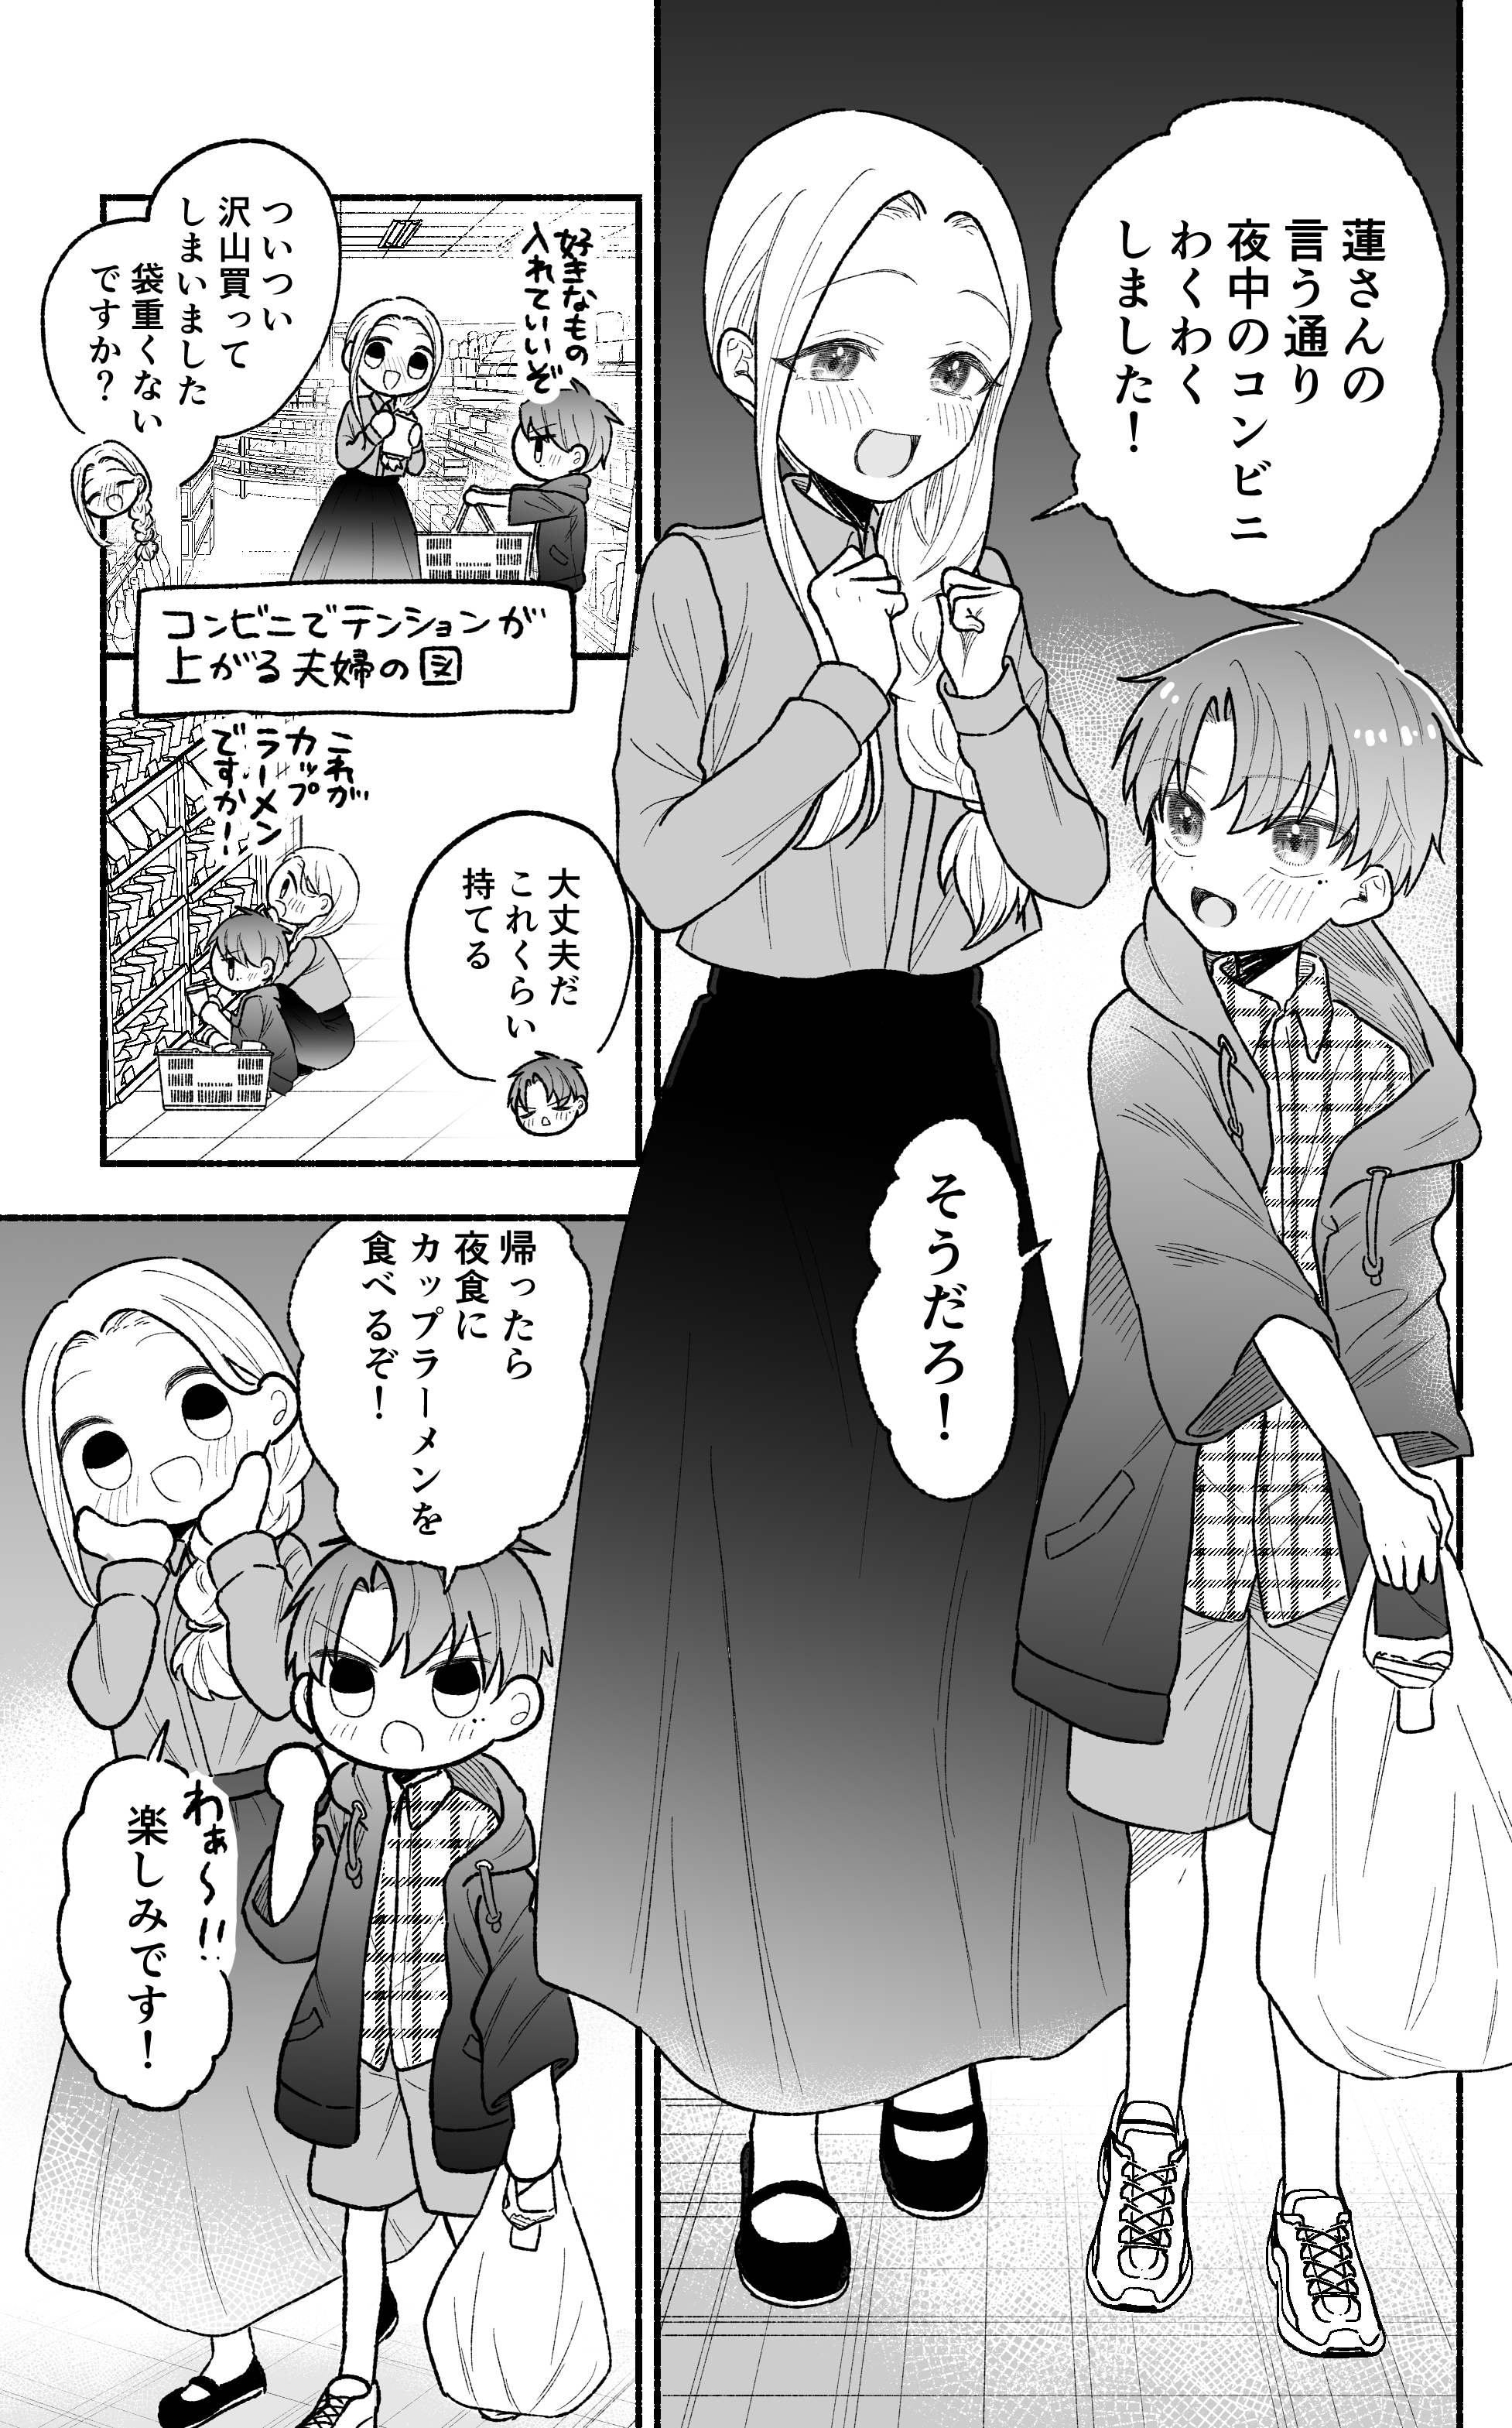 蓮さんの
言う通り
夜中のコンビニ
わくわく
しました！
そうだろ！
好きなもの
入れていいぞ
ついつい
沢山買って
しまいました
袋重くない
ですか？
コンビニでテンションが
上がる夫婦の図
これが
カップ
ラーメン
ですか！
大丈夫だ
これくらい
持てる
帰ったら
夜食に
カップラーメンを
食べるぞ！
わぁ〜!!
楽しみです！